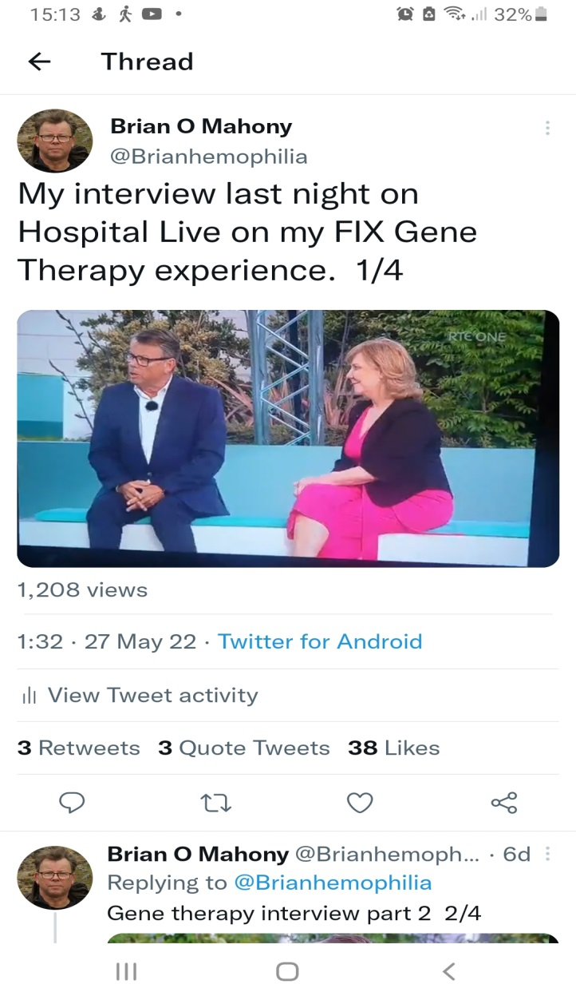 15:13
32%
Thread
Brian O Mahony
@Brianhemophilia
My interview last night on
Hospital Live on my FIX Gene
Therapy experience. 1/4
RTÉ ONE
1,208 views
1:32 · 27 May 22 · Twitter for Android
View Tweet activity
3 Retweets 3 Quote Tweets 38 Likes
Brian O Mahony @Brianhemoph... · 6d
Replying to @Brianhemophilia
Gene therapy interview part 2 2/4